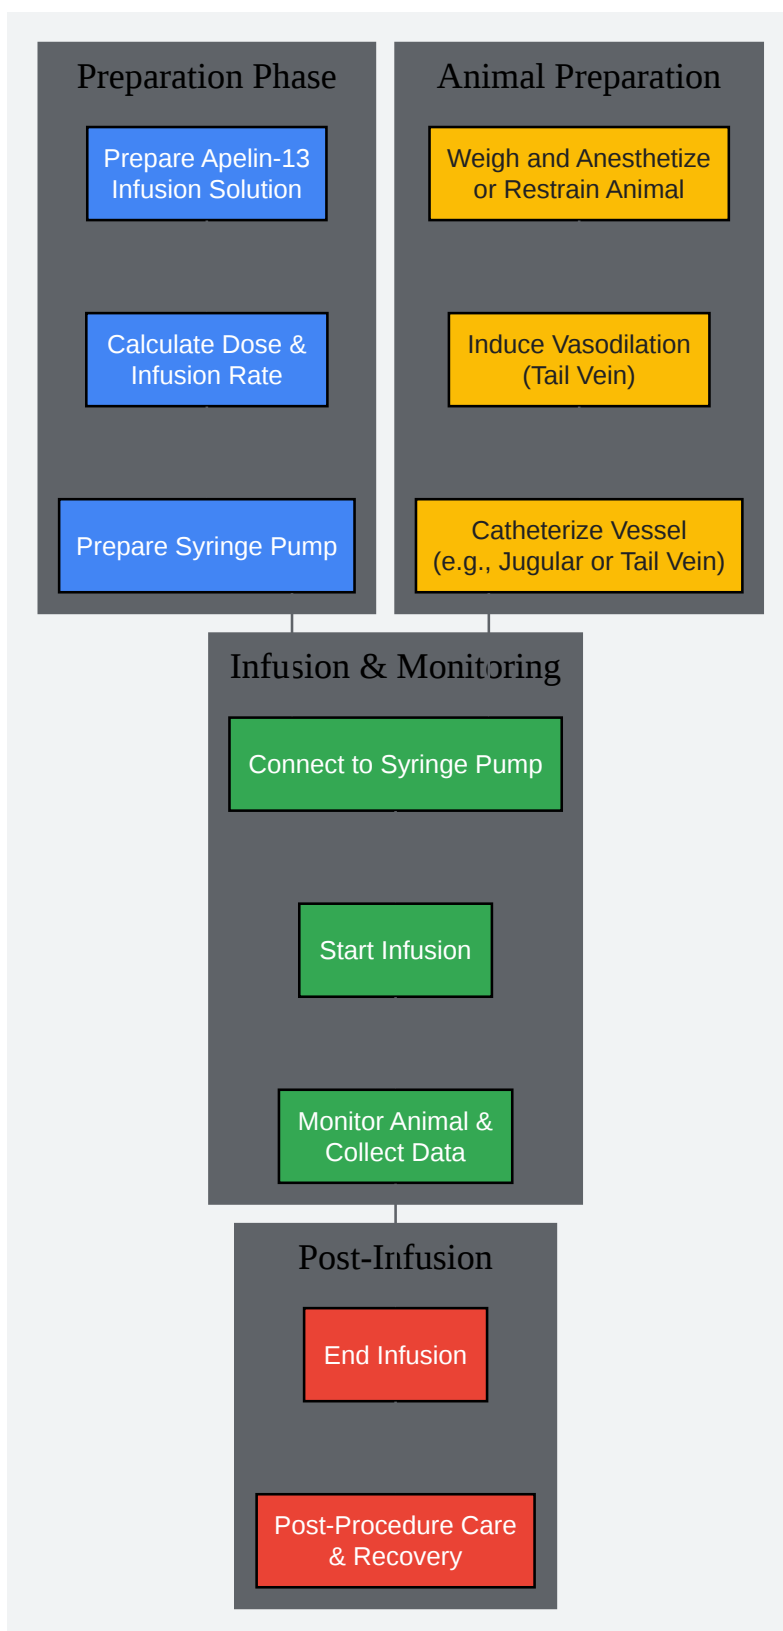 Preparation Phase
Prepare Apelin-13
Infusion Solution
Calculate Dose &
Infusion Rate
Prepare Syringe Pump
Animal Preparation
Weigh and Anesthetize
or Restrain Animal
Induce Vasodilation
(Tail Vein)
Catheterize Vessel
(e.g., Jugular or Tail Vein)
Infusion & Monitoring
Connect to Syringe Pump
Start Infusion
Monitor Animal &
Collect Data
Post-Infusion
End Infusion
Post-Procedure Care
& Recovery